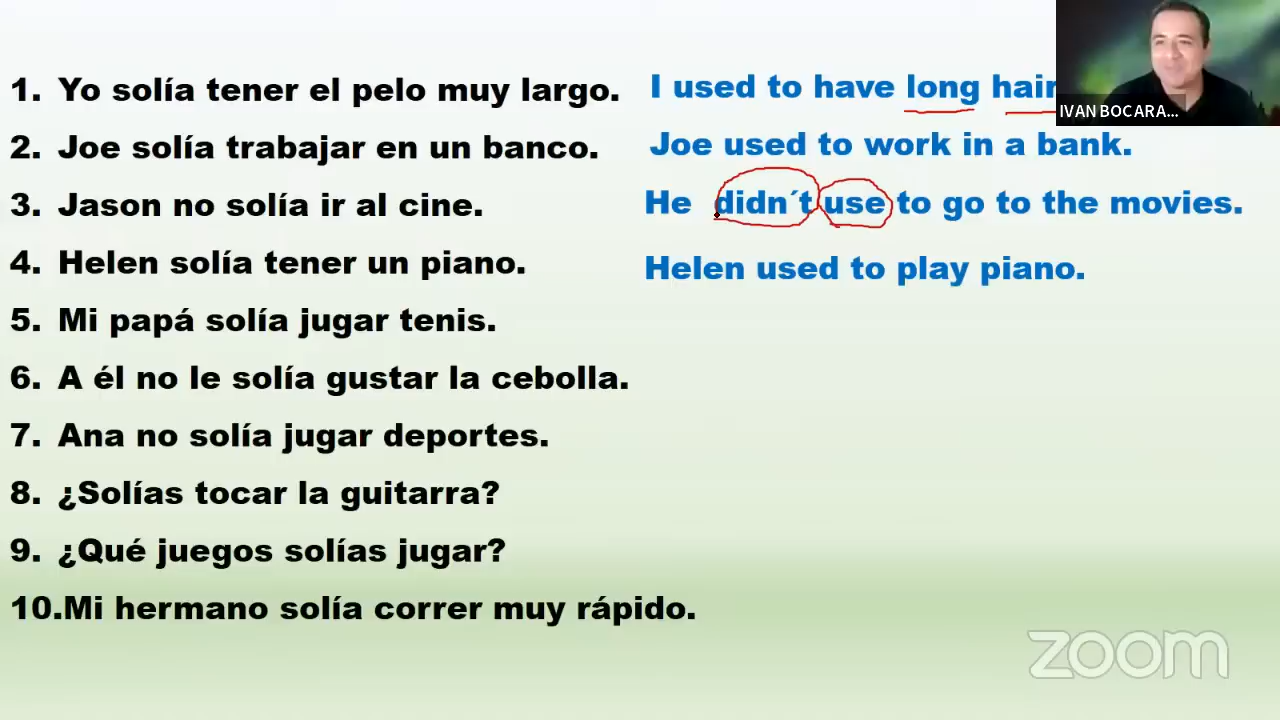 1. Yo solía tener el pelo muy largo.
I used to have long hair
IVAN BOCARA...
2. Joe solía trabajar en un banco.
Joe used to work in a bank.
3. Jason no solía ir al cine.
He didn´t use to go to the movies.
4. Helen solía tener un piano.
Helen used to play piano.
5. Mi papá solía jugar tenis.
6. A él no le solía gustar la cebolla.
7. Ana no solía jugar deportes.
8. ¿Solías tocar la guitarra?
9. ¿Qué juegos solías jugar?
10.Mi hermano solía correr muy rápido.
zoom